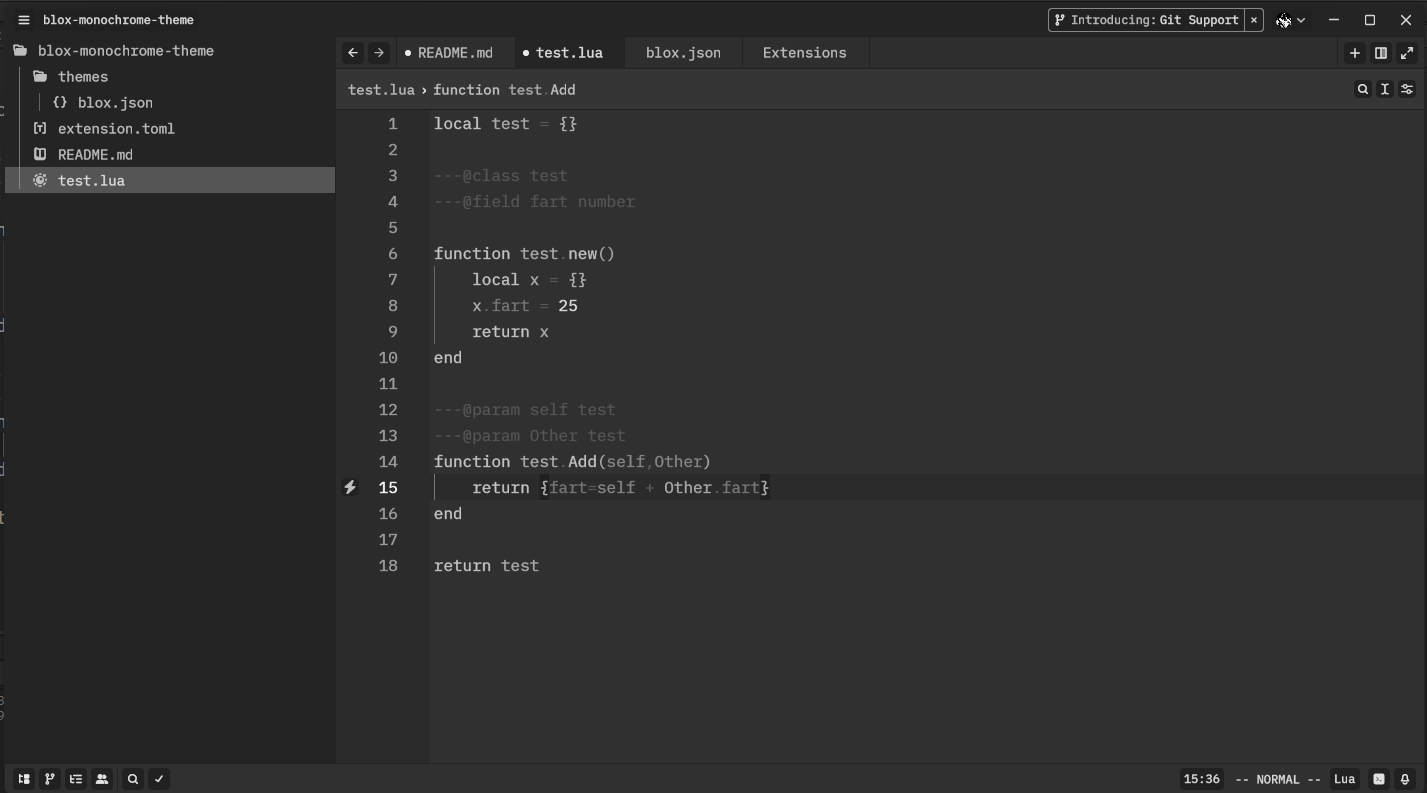 blox-monochrome-theme
Introducing: Git Support
blox-monochrome-theme
themes
{} blox.json
extension.toml
README.md
test.lua
README.md
test.lua
blox.json
Extensions
test.lua › function test.Add
1 local test = {}
2
3 ---@class test
4 ---@field fart number
5
6 function test.new()
7 local x = {}
8 x.fart = 25
9 return x
10 end
11
12 ---@param self test
13 ---@param Other test
14 function test.Add(self,Other)
15 return {fart=self + Other.fart}
16 end
17
18 return test
15:36
-- NORMAL --
Lua